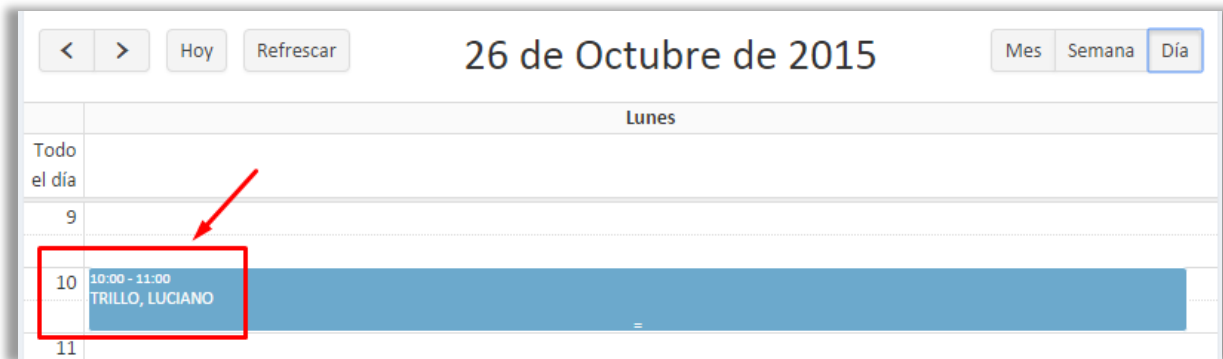 < > Hoy Refrescar 26 de Octubre de 2015 Mes Semana Día
Lunes
Todo
el día
9
10 10:00 - 11:00
TRILLO, LUCIANO
=
11